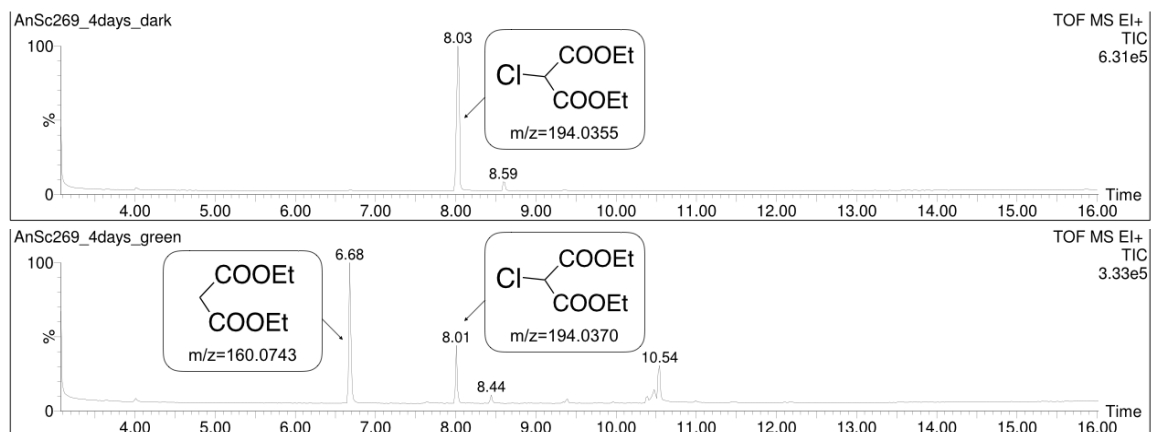 AnSc269_4days_dark
TOF MS EI+
TIC
6.31e5
100
%
0
8.03
8.59
Cl
COOEt
COOEt
m/z=194.0355
4.00 5.00 6.00 7.00 8.00 9.00 10.00 11.00 12.00 13.00 14.00 15.00 16.00
Time
AnSc269_4days_green
TOF MS EI+
TIC
3.33e5
100
%
0
COOEt
COOEt
m/z=160.0743
6.68
8.01
8.44
Cl
COOEt
COOEt
m/z=194.0370
10.54
Time
4.00 5.00 6.00 7.00 8.00 9.00 10.00 11.00 12.00 13.00 14.00 15.00 16.00